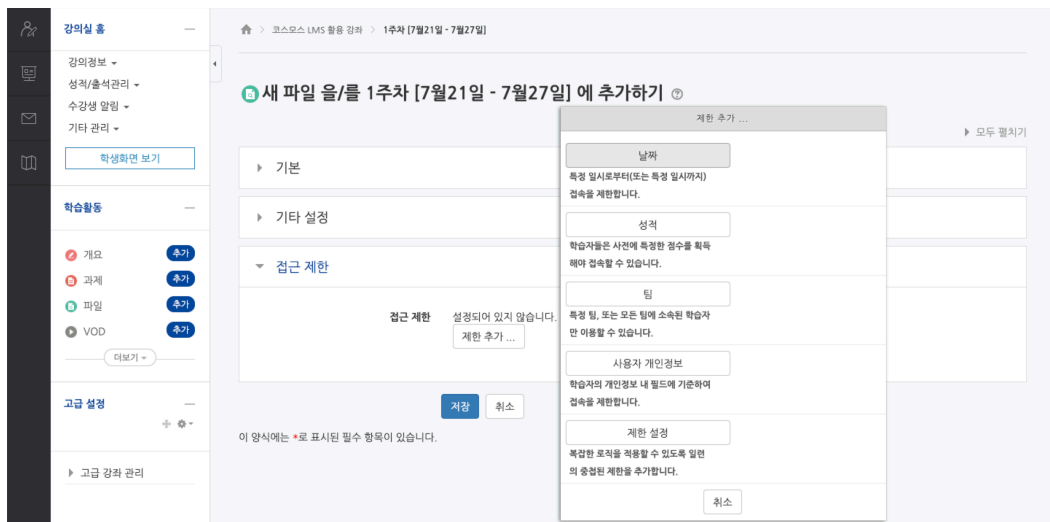 강의실 홈
강의정보
성적/출석관리
수강생 알림
기타 관리
학생화면 보기
학습활동
개요 추가
과제 추가
파일 추가
VOD 추가
더보기
고급 설정
고급 강좌 관리
코스모스 LMS 활용 강좌 > 1주차 [7월21일 - 7월27일]
새 파일 을/를 1주차 [7월21일 - 7월27일] 에 추가하기
모두 펼치기
기본
기타 설정
접근 제한
접근 제한 설정되어 있지 않습니다.
제한 추가 ...
저장 취소
이 양식에는 *로 표시된 필수 항목이 있습니다.
제한 추가 ...
날짜
특정 일시로부터(또는 특정 일시까지)
접속을 제한합니다.
성적
학습자들은 사전에 특정한 점수를 획득
해야 접속할 수 있습니다.
팀
특정 팀, 또는 모든 팀에 소속된 학습자
만 이용할 수 있습니다.
사용자 개인정보
학습자의 개인정보 내 필드에 기준하여
접속을 제한합니다.
제한 설정
복잡한 로직을 적용할 수 있도록 일련
의 중첩된 제한을 추가합니다.
취소